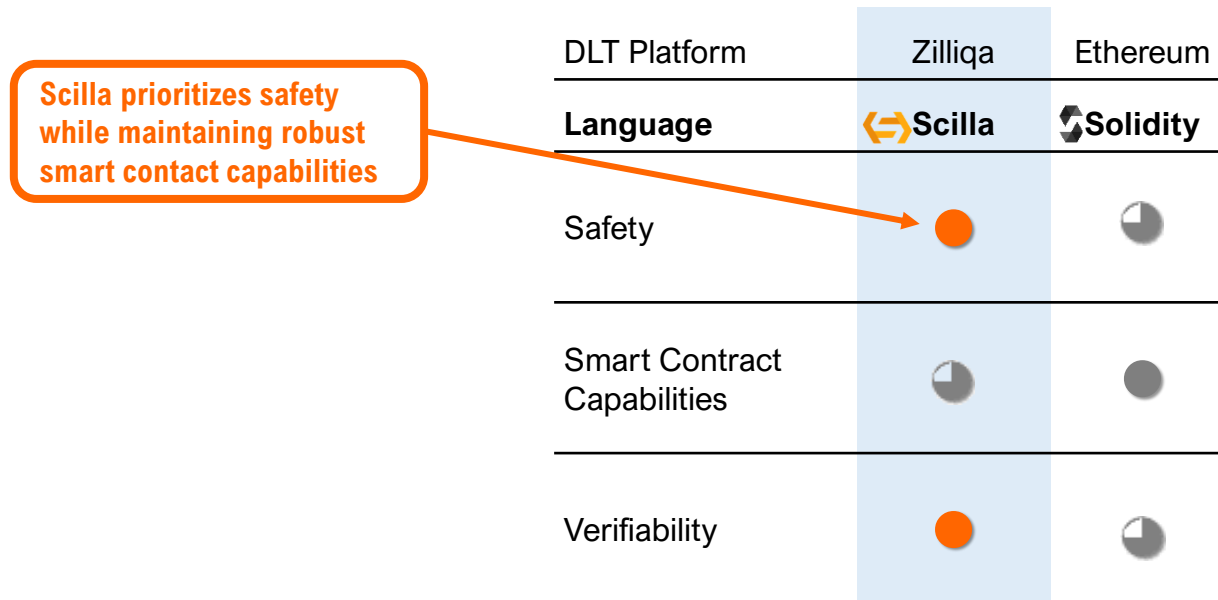 Scilla prioritizes safety
while maintaining robust
smart contact capabilities
DLT Platform Zilliqa Ethereum
Language Scilla Solidity
Safety
Smart Contract
Capabilities
Verifiability